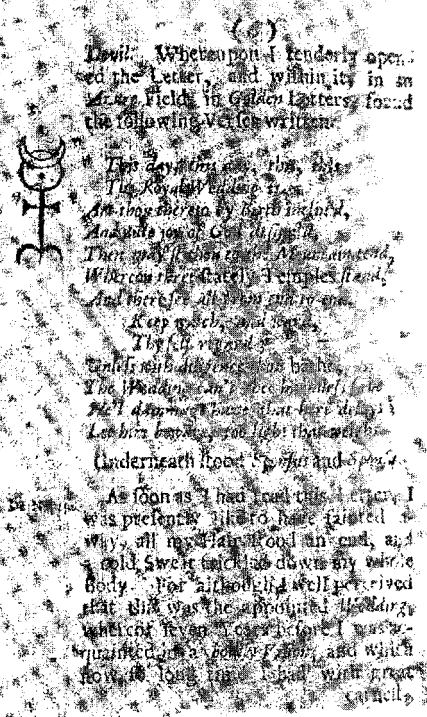 (6)
Devil. Whereupon I tenderly open-
ed the Letter, and within it, in an
Azure Field, in Golden Letters, found
the following Verses written.
This day, this day, this, this
The Royal Wedding is.
Art thou thereto by Birth inclin'd,
And unto joy of God design'd,
Then may'st thou to the Mountain tend,
Whereon three stately Temples stand,
And there see all from end to end.
Keep watch, and ward,
Thy self regard;
Unless with diligence thou bathe,
The Wedding can't thee harmless save:
He'l damage have that here delays;
Let him beware, too light that weighs.
Underneath stood Sponsus and Sponsa.
As soon as I had read this Letter, I
was presently like to have fainted a-
way, all my Hair stood an end, and
a cold Sweat trickled down my whole
Body. For although I well perceived
that this was the appointed Wedding,
whereof seven Years before I was ac-
quainted in a bodily Vision, and which
now so long time I had with great
earnest,